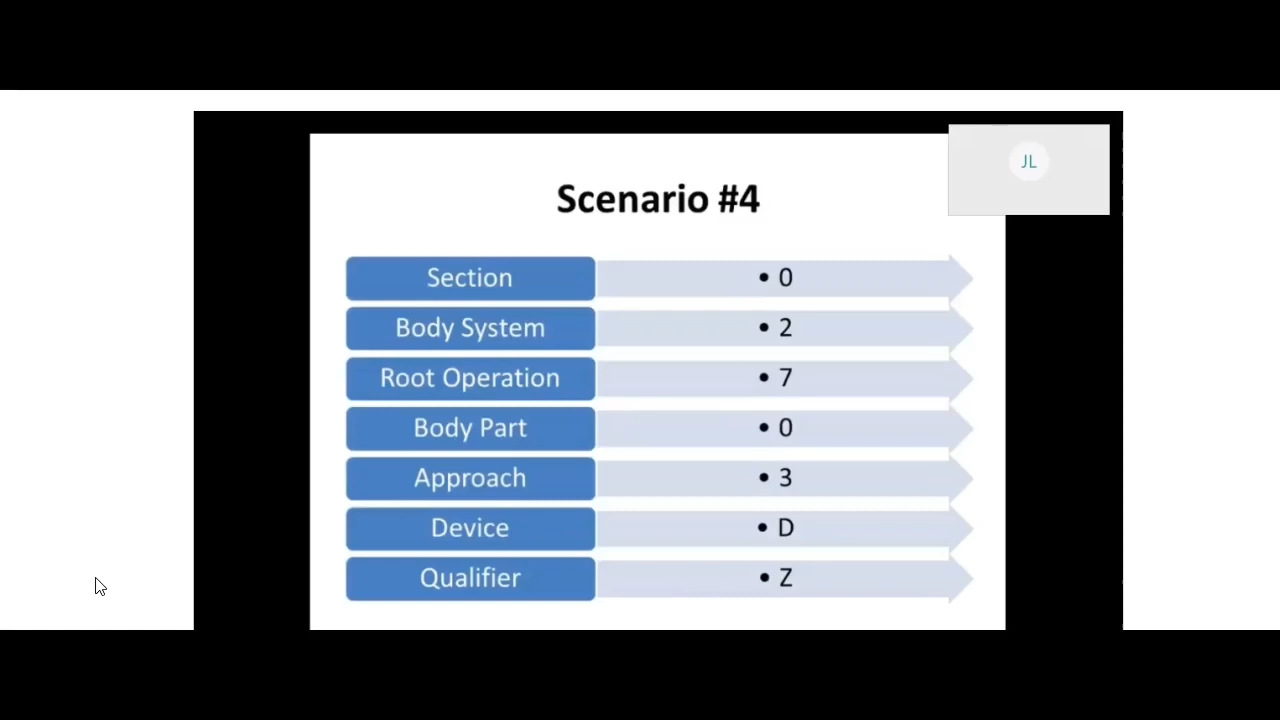 JL
Scenario #4
Section • 0
Body System • 2
Root Operation • 7
Body Part • 0
Approach • 3
Device • D
Qualifier • Z